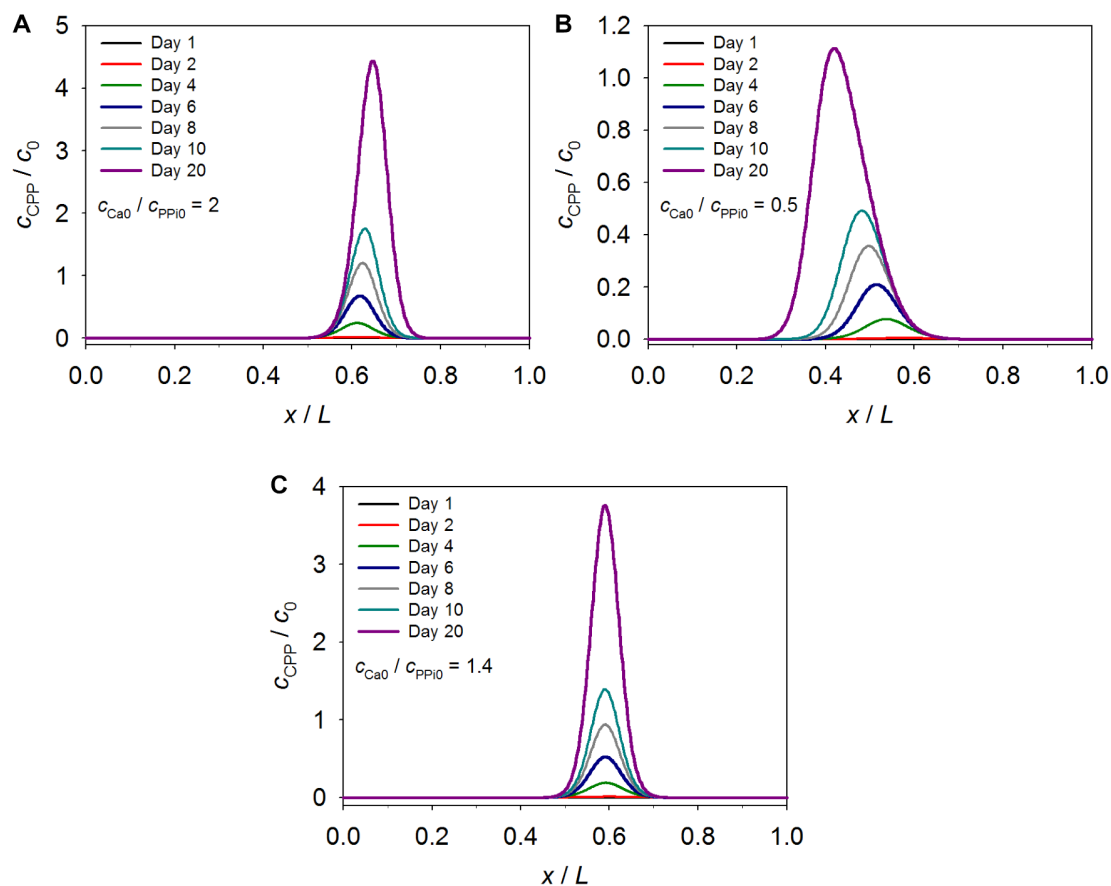 A
5
4
3
2
1
0
c_CPP / c_0
Day 1
Day 2
Day 4
Day 6
Day 8
Day 10
Day 20
c_Ca0 / c_PPi0 = 2
0.0 0.2 0.4 0.6 0.8 1.0
x / L
B
1.2
1.0
0.8
0.6
0.4
0.2
0.0
c_CPP / c_0
Day 1
Day 2
Day 4
Day 6
Day 8
Day 10
Day 20
c_Ca0 / c_PPi0 = 0.5
0.0 0.2 0.4 0.6 0.8 1.0
x / L
C
4
3
2
1
0
c_CPP / c_0
Day 1
Day 2
Day 4
Day 6
Day 8
Day 10
Day 20
c_Ca0 / c_PPi0 = 1.4
0.0 0.2 0.4 0.6 0.8 1.0
x / L